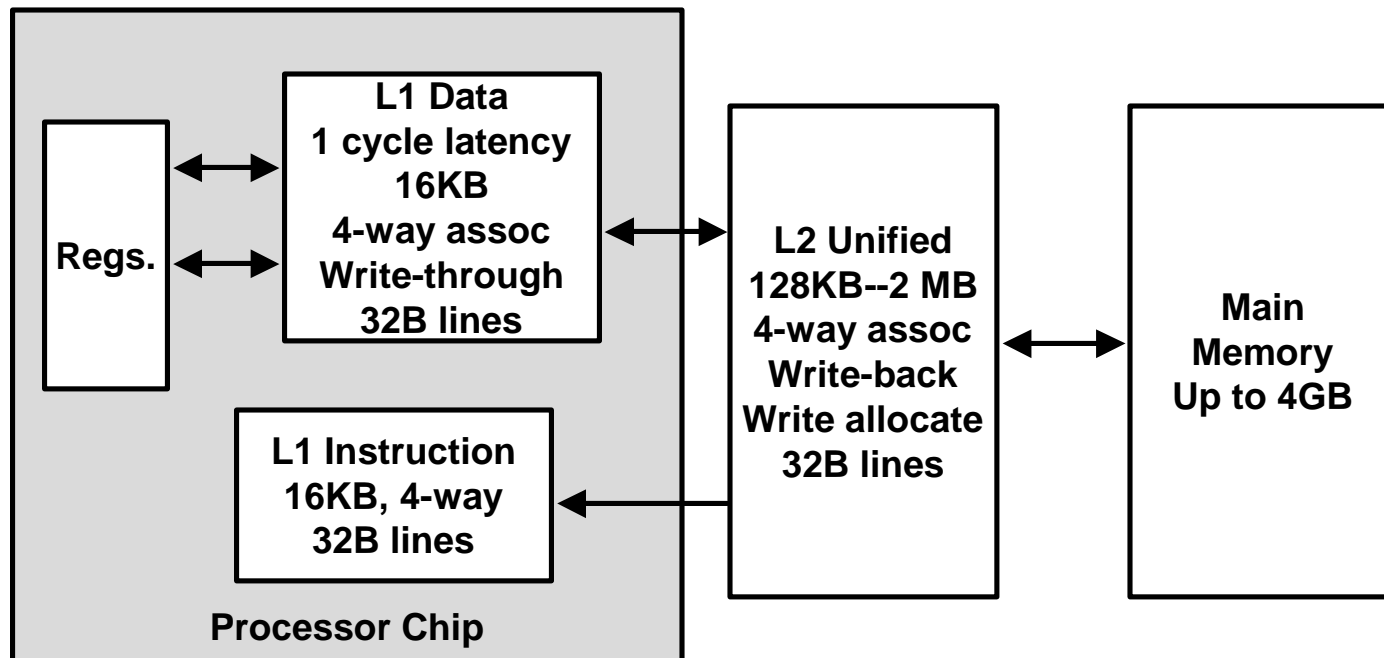 Regs.
L1 Data
1 cycle latency
16KB
4-way assoc
Write-through
32B lines
L1 Instruction
16KB, 4-way
32B lines
Processor Chip
L2 Unified
128KB--2 MB
4-way assoc
Write-back
Write allocate
32B lines
Main
Memory
Up to 4GB